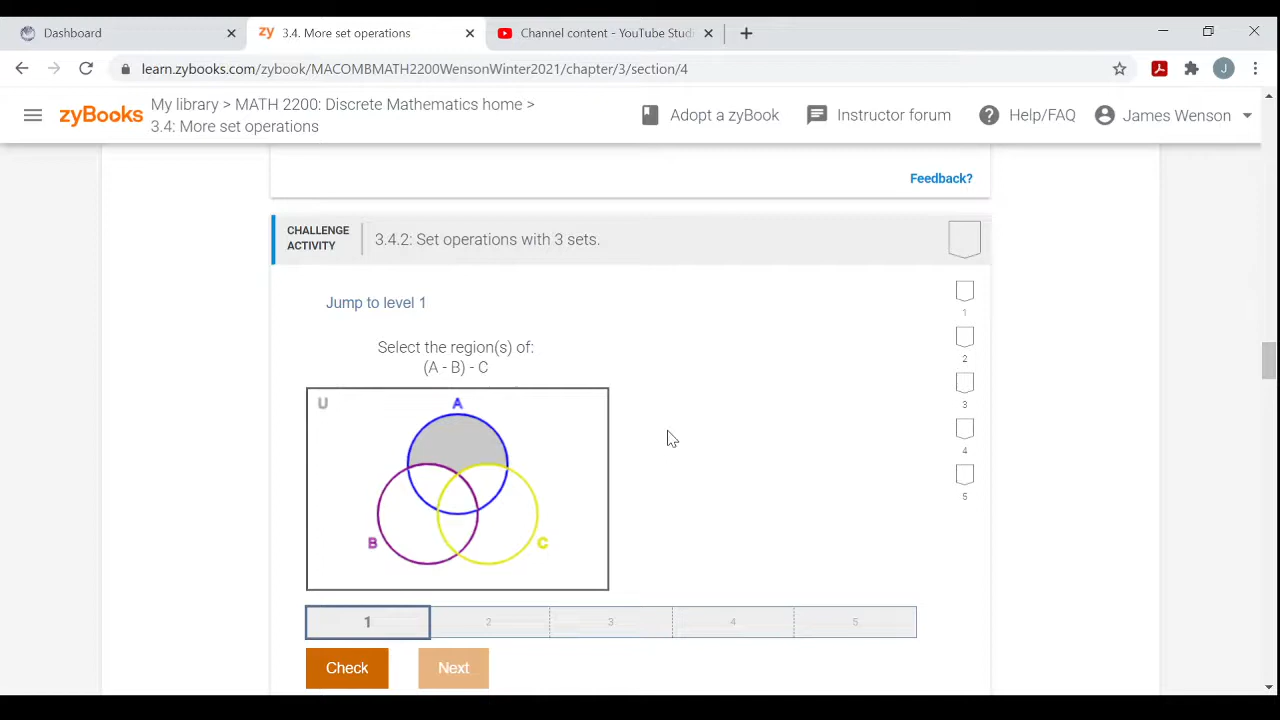 Dashboard
zy 3.4. More set operations
Channel content - YouTube Studi
learn.zybooks.com/zybook/MACOMBMATH2200WensonWinter2021/chapter/3/section/4
J
zyBooks
My library > MATH 2200: Discrete Mathematics home >
3.4: More set operations
Adopt a zyBook
Instructor forum
? Help/FAQ
James Wenson
Feedback?
CHALLENGE
ACTIVITY
3.4.2: Set operations with 3 sets.
Jump to level 1
1
2
3
4
5
Select the region(s) of:
(A - B) - C
U
A
B
C
1 2 3 4 5
Check
Next